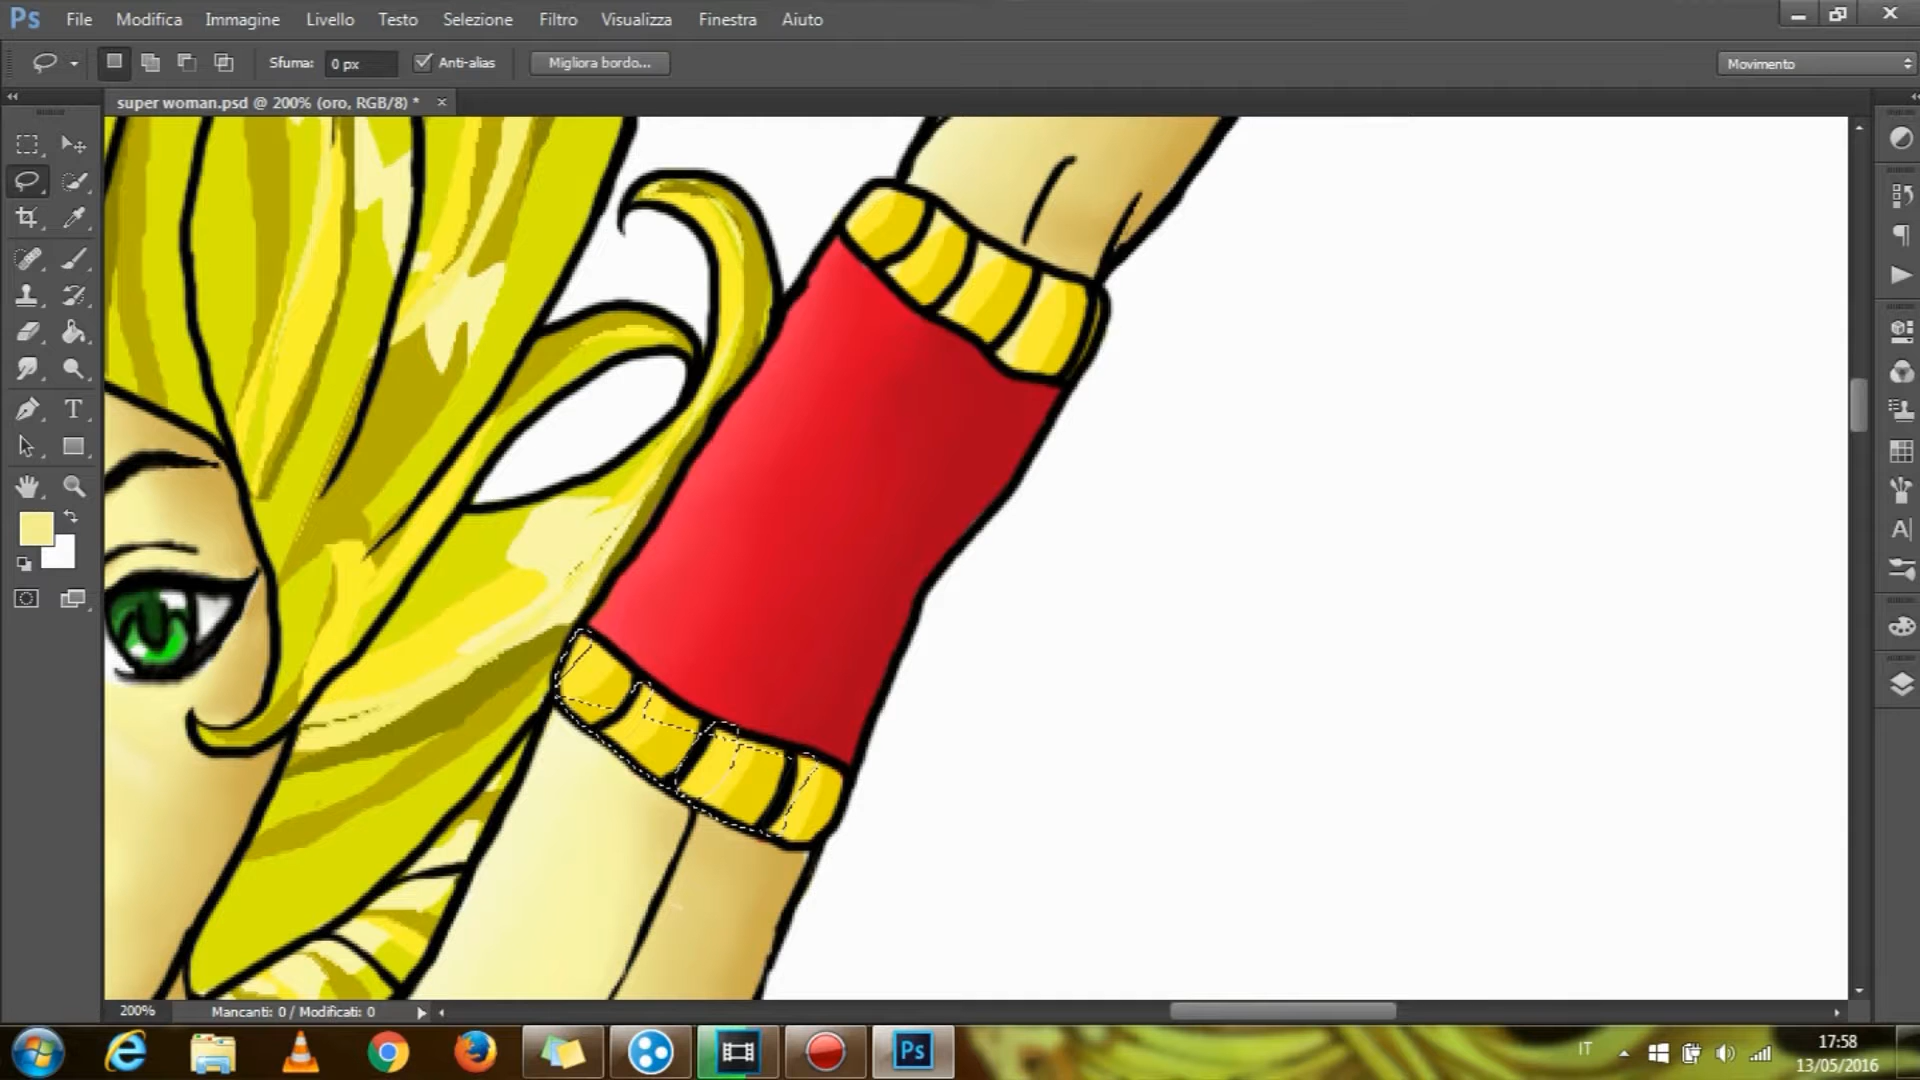 Ps File Modifica Immagine Livello Testo Selezione Filtro Visualizza Finestra Aiuto
Sfuma: 0 px Anti-alias Migliora bordo... Movimento
super woman.psd @ 200% (oro, RGB/8) * ×
T
A
200% Mancanti: 0 / Modificati: 0
Ps IT 17:58
13/05/2016